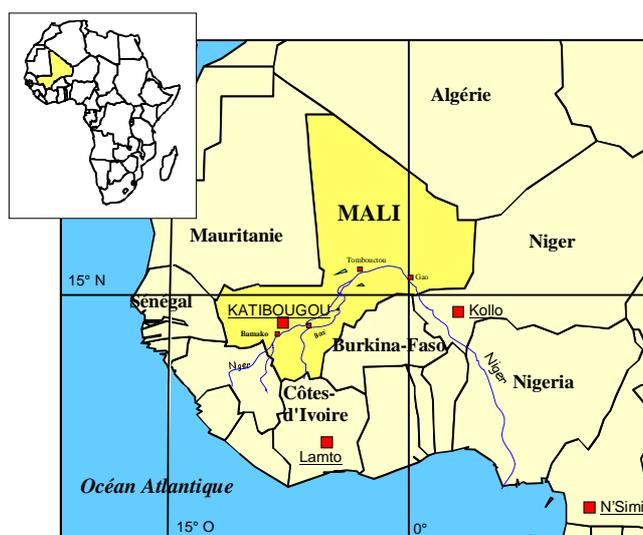 Algérie
MALI
Mauritanie
Niger
Tombouctou
Gao
15° N
Sénégal
KATIBOUGOU
Kollo
Bamako
Bani
Burkina-Faso
Niger
Niger
Nigeria
Côtes-
d'Ivoire
Lamto
Océan Atlantique
N'Simi
15° O
0°